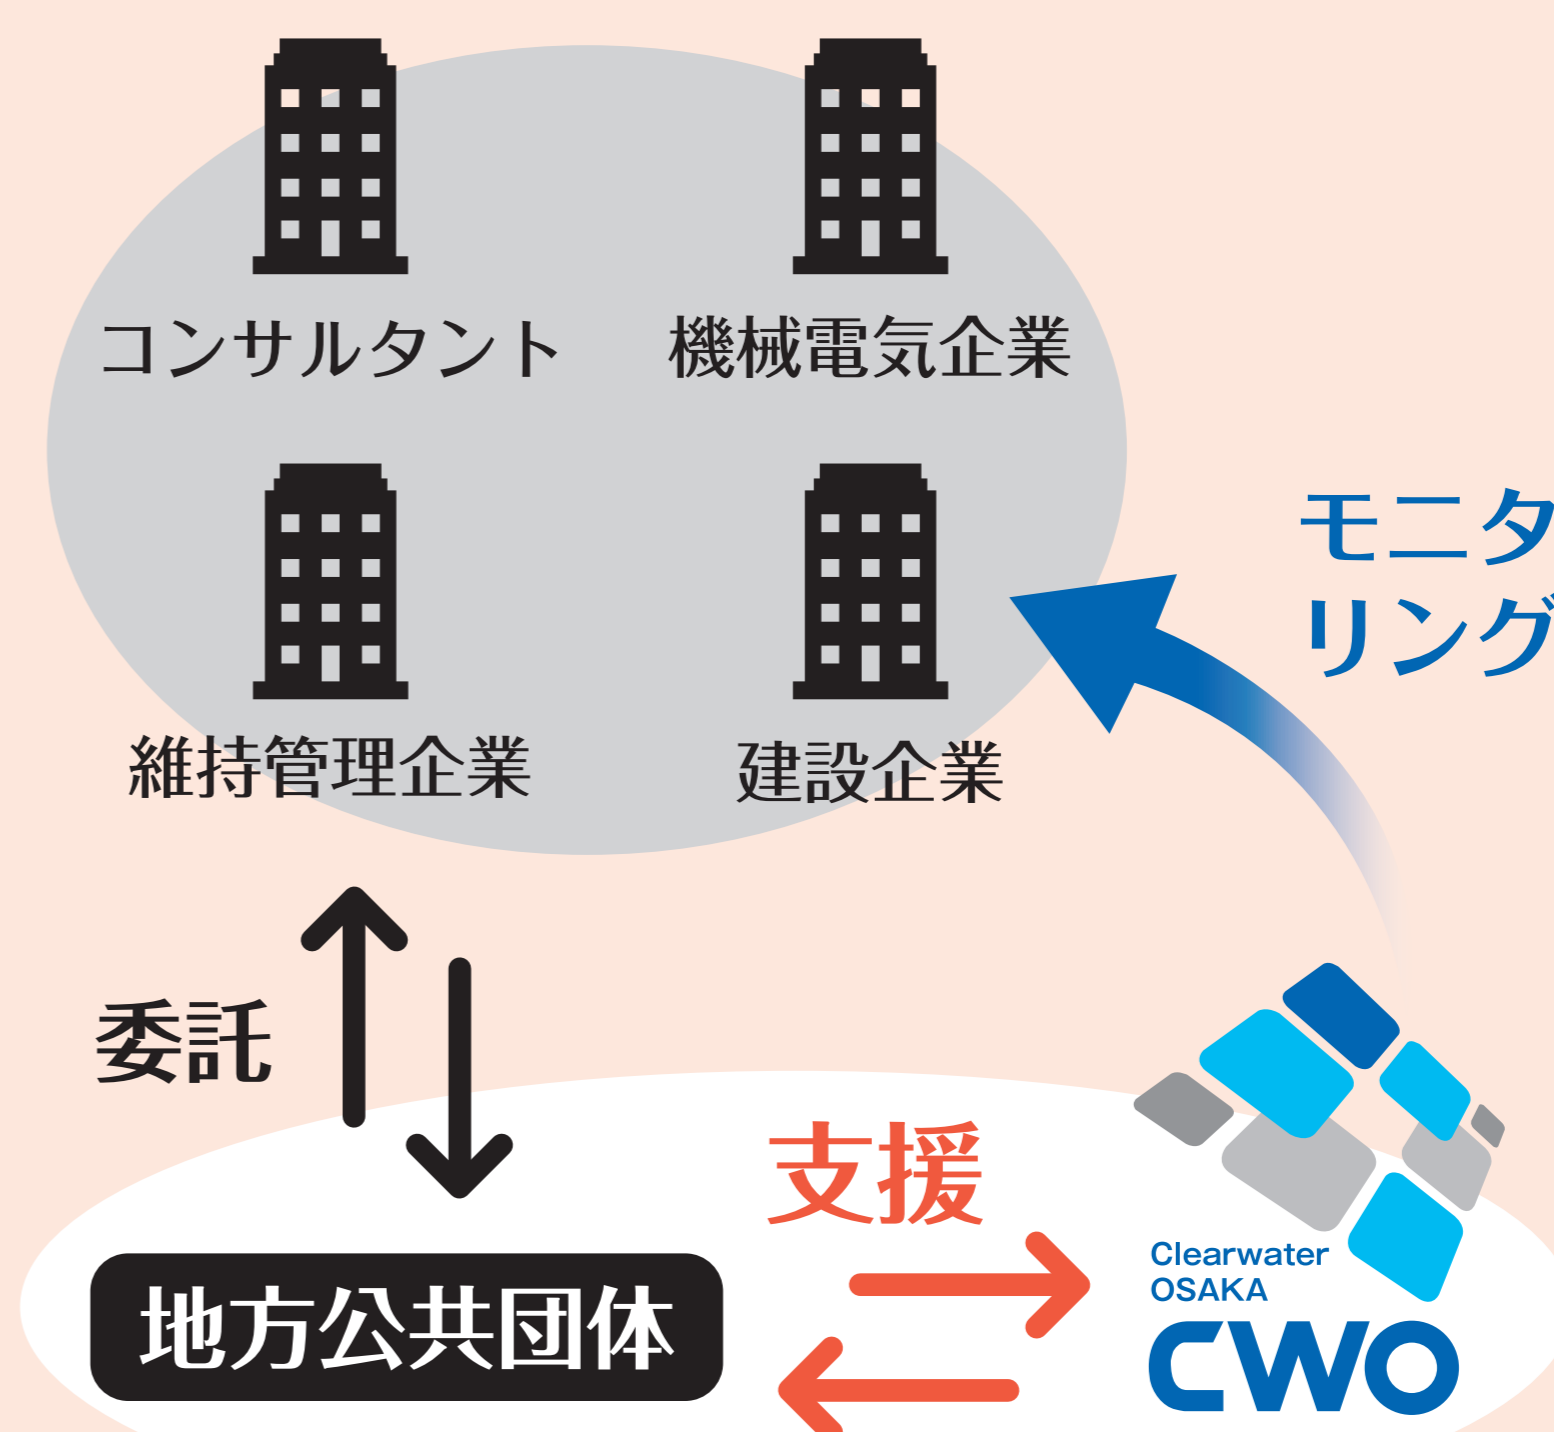 コンサルタント
機械電気企業
維持管理企業
建設企業
モニタ
リング
委託
支援
地方公共団体
Clearwater
OSAKA
CWO